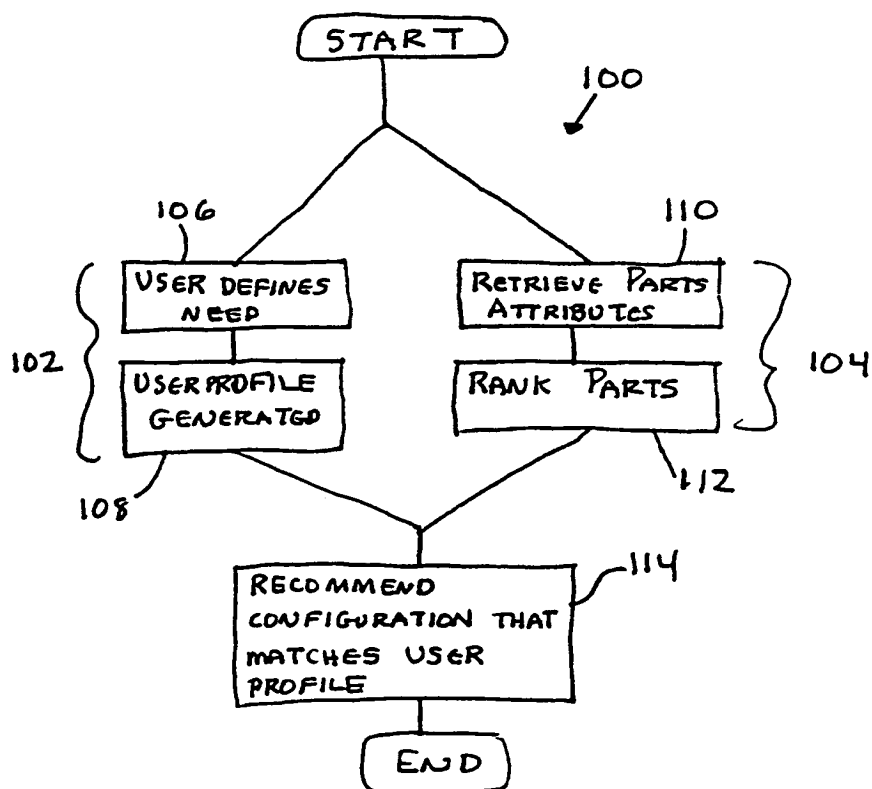 START
100
106
110
USER DEFINES
NEED
RETRIEVE PARTS
ATTRIBUTES
102
104
USER PROFILE
GENERATED
RANK PARTS
108
112
RECOMMEND
CONFIGURATION THAT
MATCHES USER
PROFILE
114
END